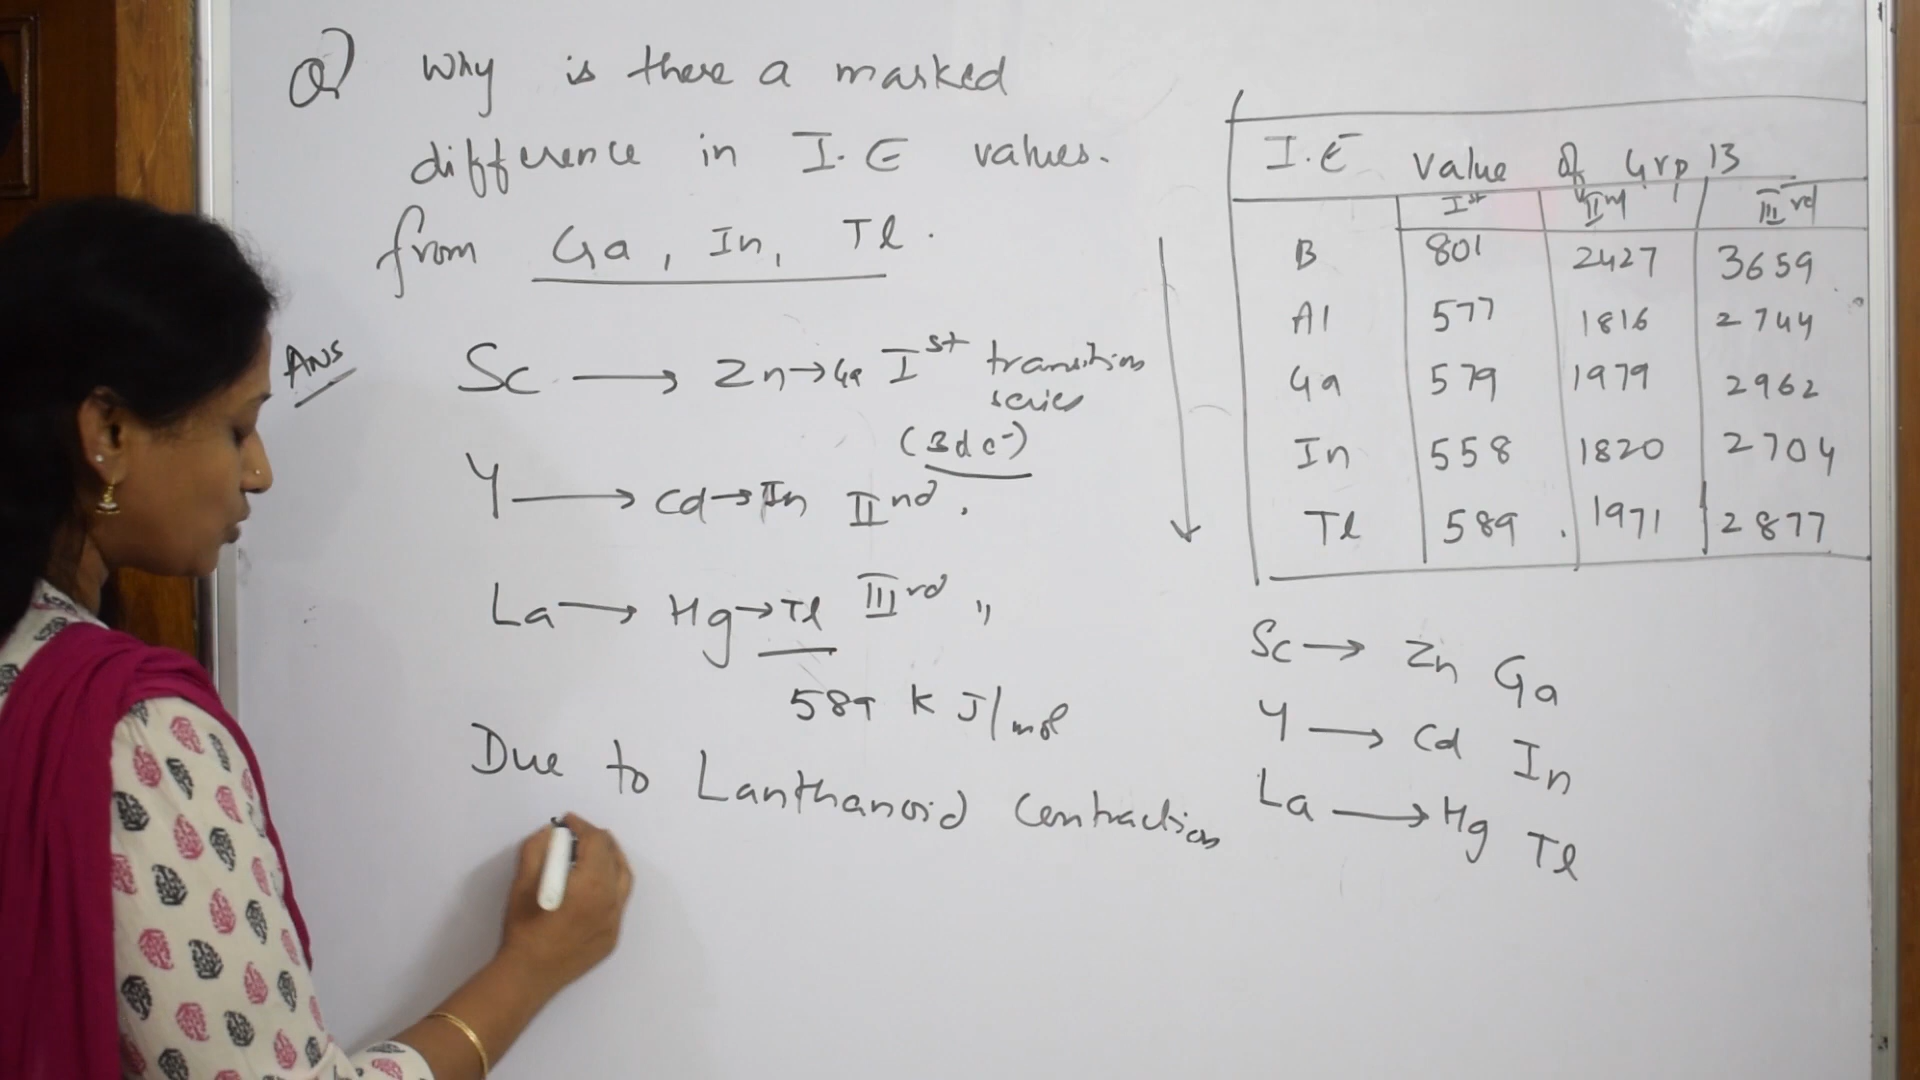 Q) Why is there a marked
difference in I.E values.
from Ga, In, Tl.
Ans
Sc → Zn → Ga Ist transition
series
(3d e-)
Y → Cd → In IInd .
La → Hg → Tl IIIrd "
589 KJ/mol
Due to Lanthanoid Contraction
I.E Value of Grp 13
Ist IInd IIIrd
B 801 2427 3659
Al 577 1816 2744
Ga 579 1979 2962
In 558 1820 2704
Tl 589 1971 2877
Sc → Zn Ga
Y → Cd In
La → Hg Tl